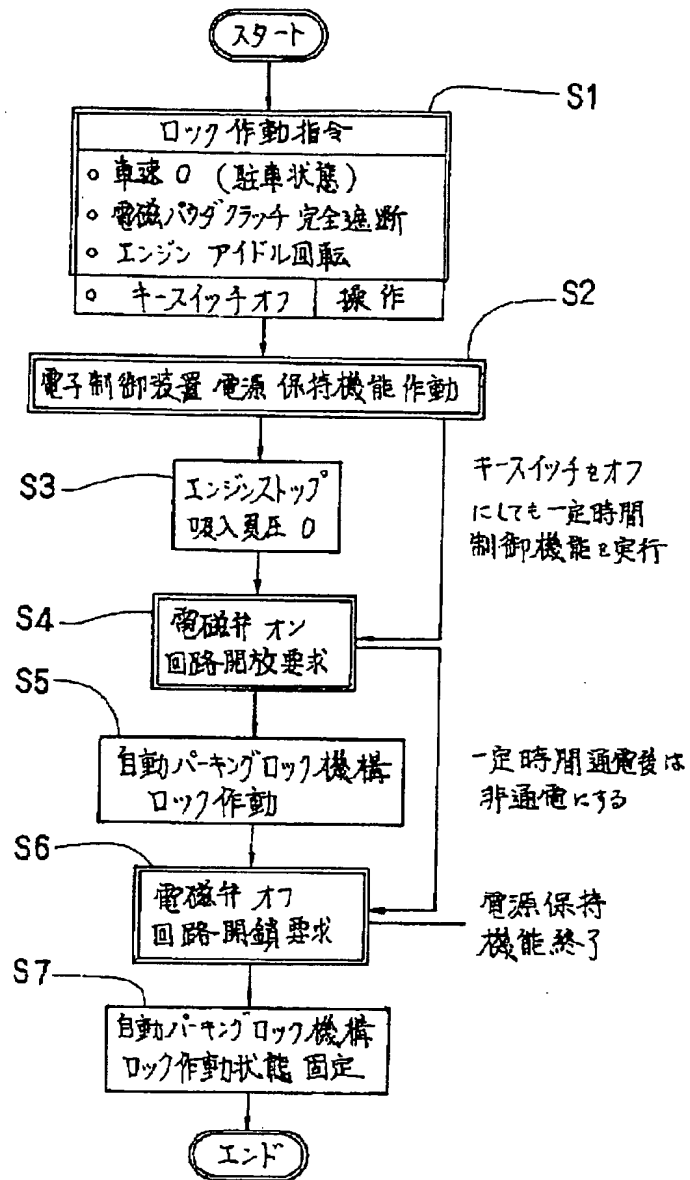 スタート
S1
ロック作動指令
○ 車速 0 (駐車状態)
○ 電磁パウダクラッチ 完全遮断
○ エンジン アイドル回転
○ キースイッチオフ 操作
S2
電子制御装置 電源 保持機能 作動
S3
エンジンストップ
吸入負圧 0
キースイッチをオフ
にしても一定時間
制御機能を実行
S4
電磁弁 オン
回路開放要求
S5
自動パーキングロック機構
ロック作動
一定時間通電後は
非通電にする
S6
電磁弁 オフ
回路閉鎖要求
電源保持
機能終了
S7
自動パーキングロック機構
ロック作動状態 固定
エンド